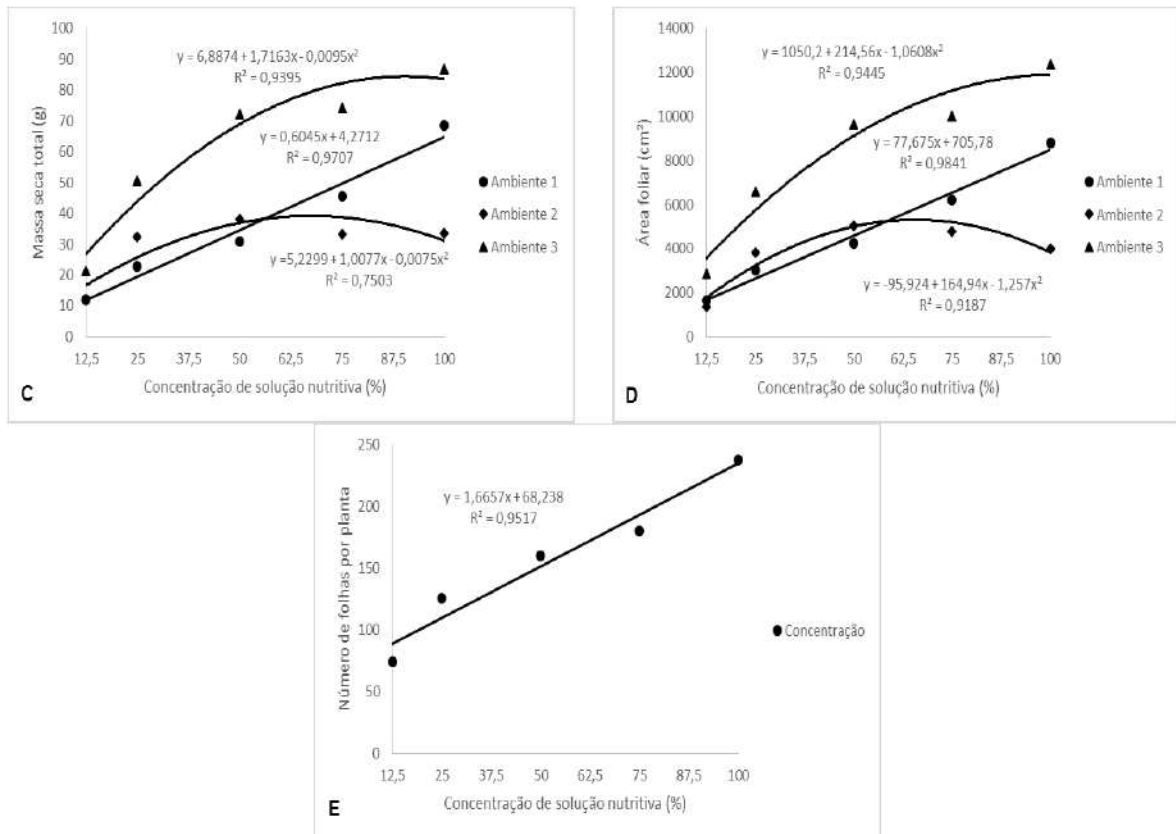 100
90
80
70
60
50
40
30
20
10
0
Massa seca total (g)
y = 6,8874 + 1,7163x - 0,0095x²
R² = 0,9395
y = 0,6045x + 4,2712
R² = 0,9707
y =5,2299 + 1,0077x - 0,0075x²
R² = 0,7503
Ambiente 1
Ambiente 2
Ambiente 3
12,5 25 37,5 50 62,5 75 87,5 100
Concentração de solução nutritiva (%)
C
14000
12000
10000
8000
6000
4000
2000
0
Área foliar (cm²)
y = 1050,2 + 214,56x - 1,0608x²
R² = 0,9445
y = 77,675x + 705,78
R² = 0,9841
y = -95,924 + 164,94x - 1,257x²
R² = 0,9187
Ambiente 1
Ambiente 2
Ambiente 3
12,5 25 37,5 50 62,5 75 87,5 100
Concentração de solução nutritiva (%)
D
250
200
150
100
50
0
Número de folhas por planta
y = 1,6657x + 68,238
R² = 0,9517
Concentração
12,5 25 37,5 50 62,5 75 87,5 100
Concentração de solução nutritiva (%)
E